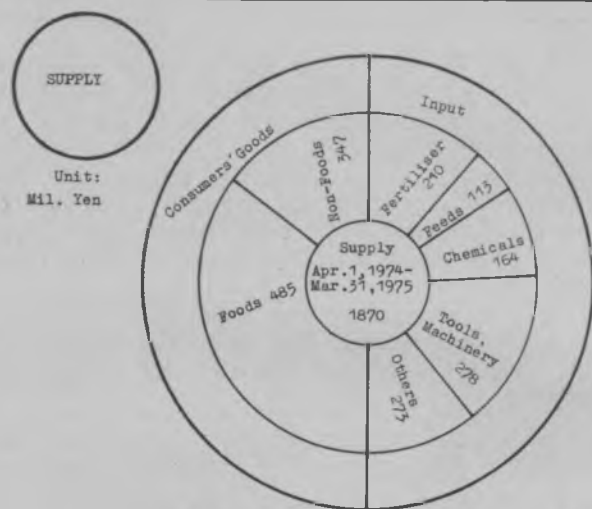 SUPPLY
Unit:
Mil. Yen
Consumers' Goods
Input
Non-Foods
347
Fertiliser
210
Feeds 113
Chemicals
164
Supply
Apr.1,1974-
Mar.31,1975
1870
Foods 485
Tools,
Machinery
278
Others
273